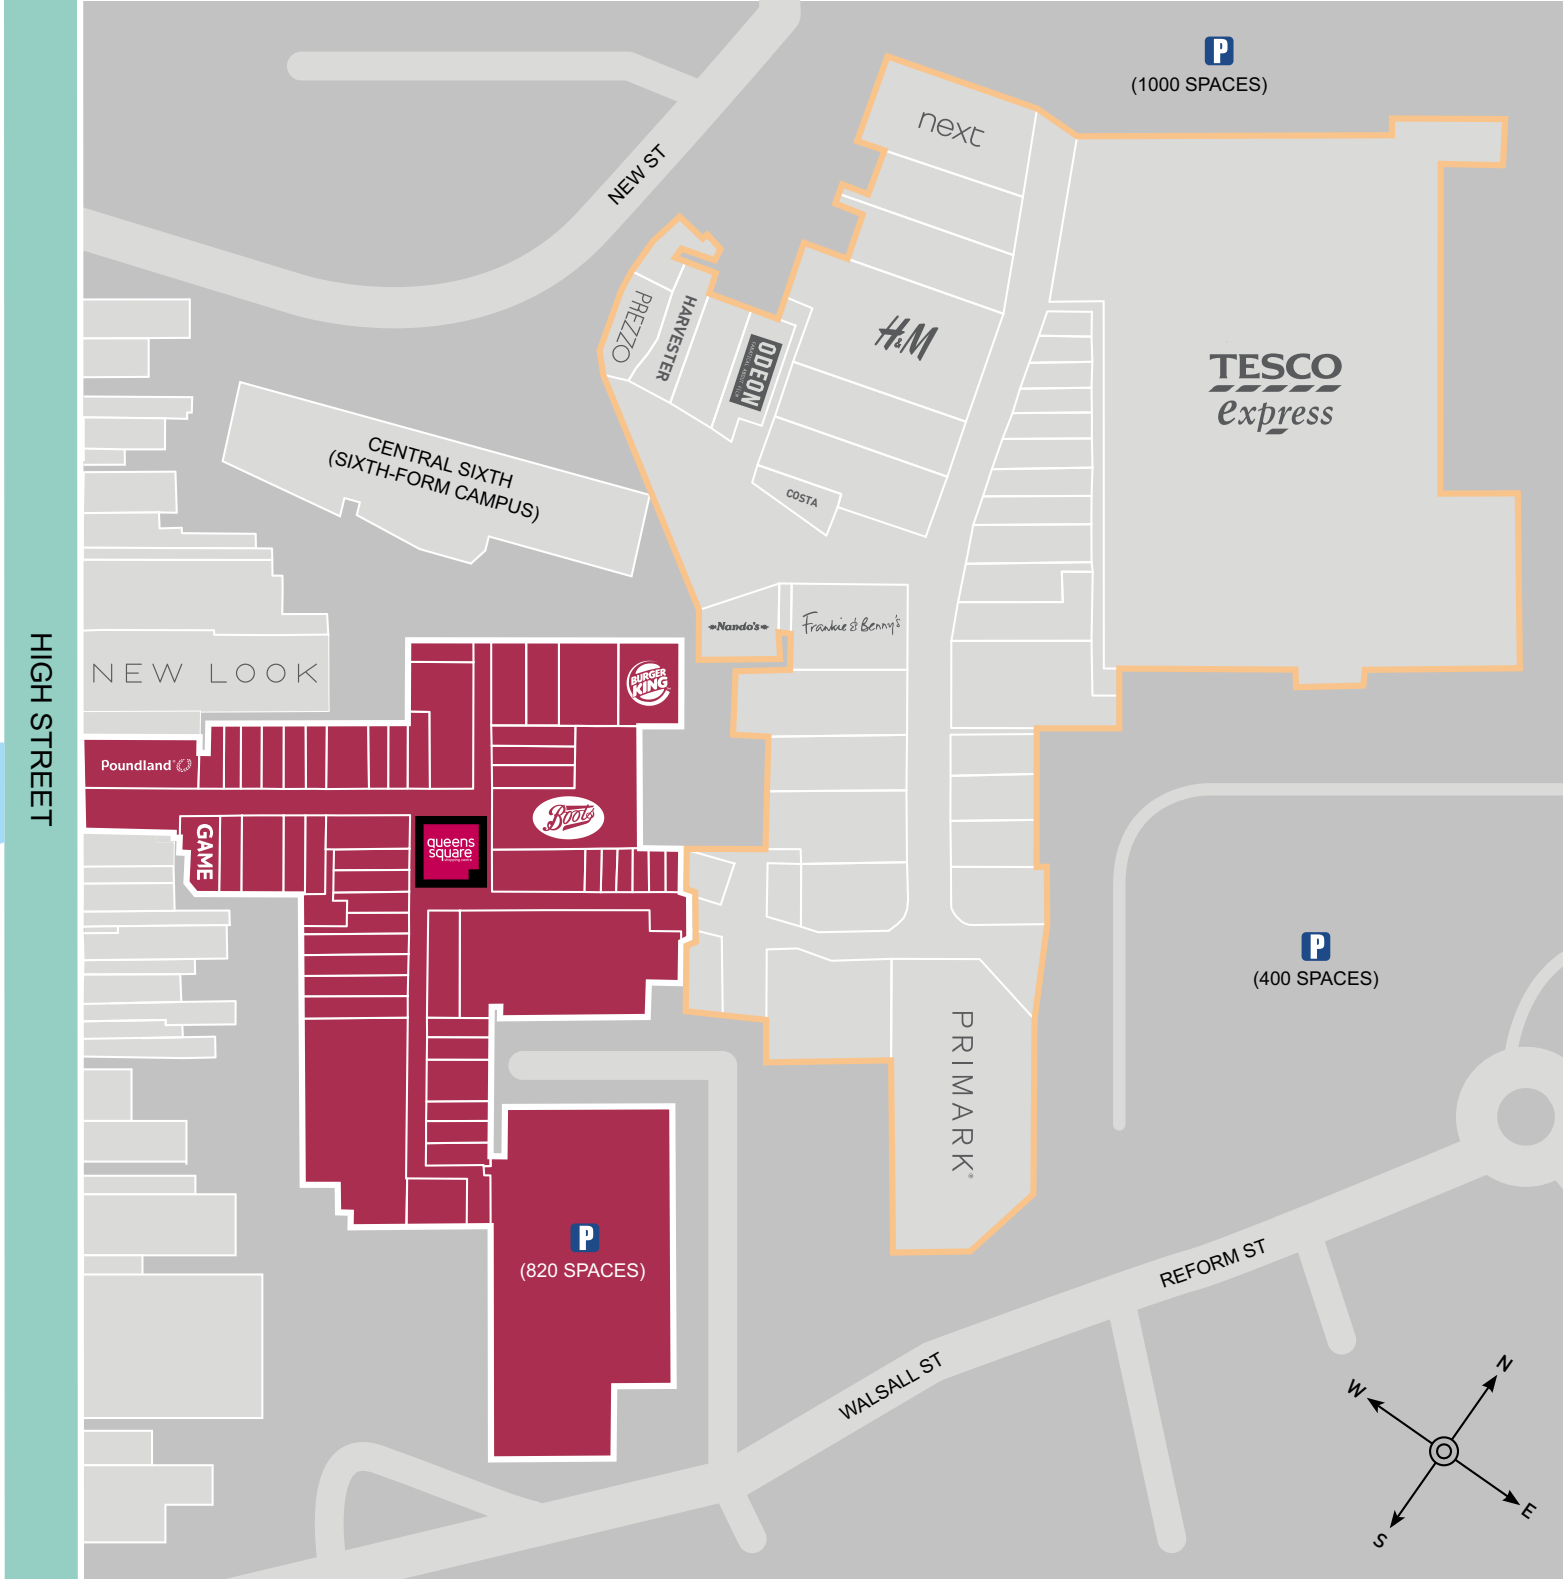 P
(1000 SPACES)
next
NEW ST
PREZZO
HARVESTER
ODEON
H&M
TESCO
express
CENTRAL SIXTH
(SIXTH-FORM CAMPUS)
COSTA
Nando's
Frankie & Benny's
HIGH STREET
NEW LOOK
BURGER
KING
Poundland
GAME
Boots
queens
square
shopping centre
P
(400 SPACES)
PRIMARK
P
(820 SPACES)
REFORM ST
WALSALL ST
N
W
E
S